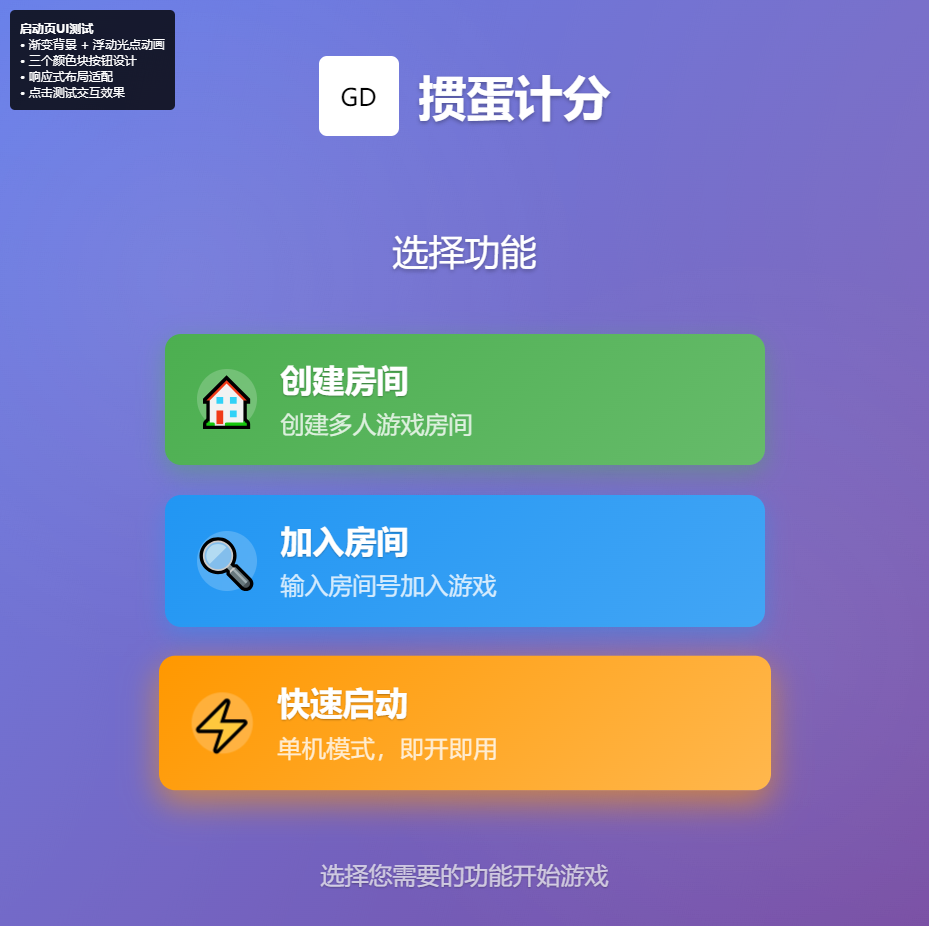 启动页UI测试
• 渐变背景 + 浮动光点动画
• 三个颜色块按钮设计
• 响应式布局适配
• 点击测试交互效果
GD
掼蛋计分
选择功能
创建房间
创建多人游戏房间
加入房间
输入房间号加入游戏
快速启动
单机模式，即开即用
选择您需要的功能开始游戏